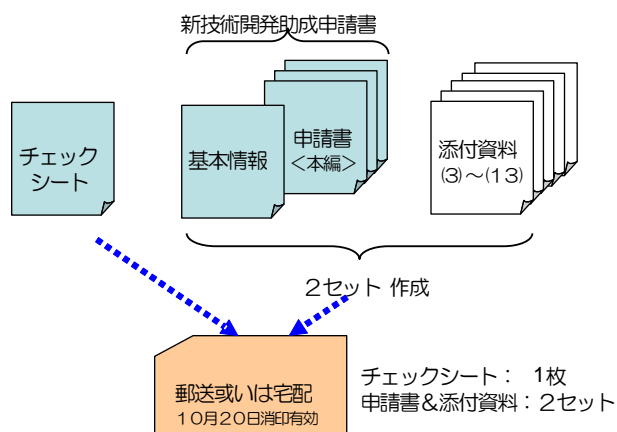 新技術開発助成申請書
チェック
シート
基本情報
申請書
＜本編＞
添付資料
(3)～(13)
２セット 作成
郵送或いは宅配
１０月２０日消印有効
チェックシート： 1枚
申請書＆添付資料：２セット